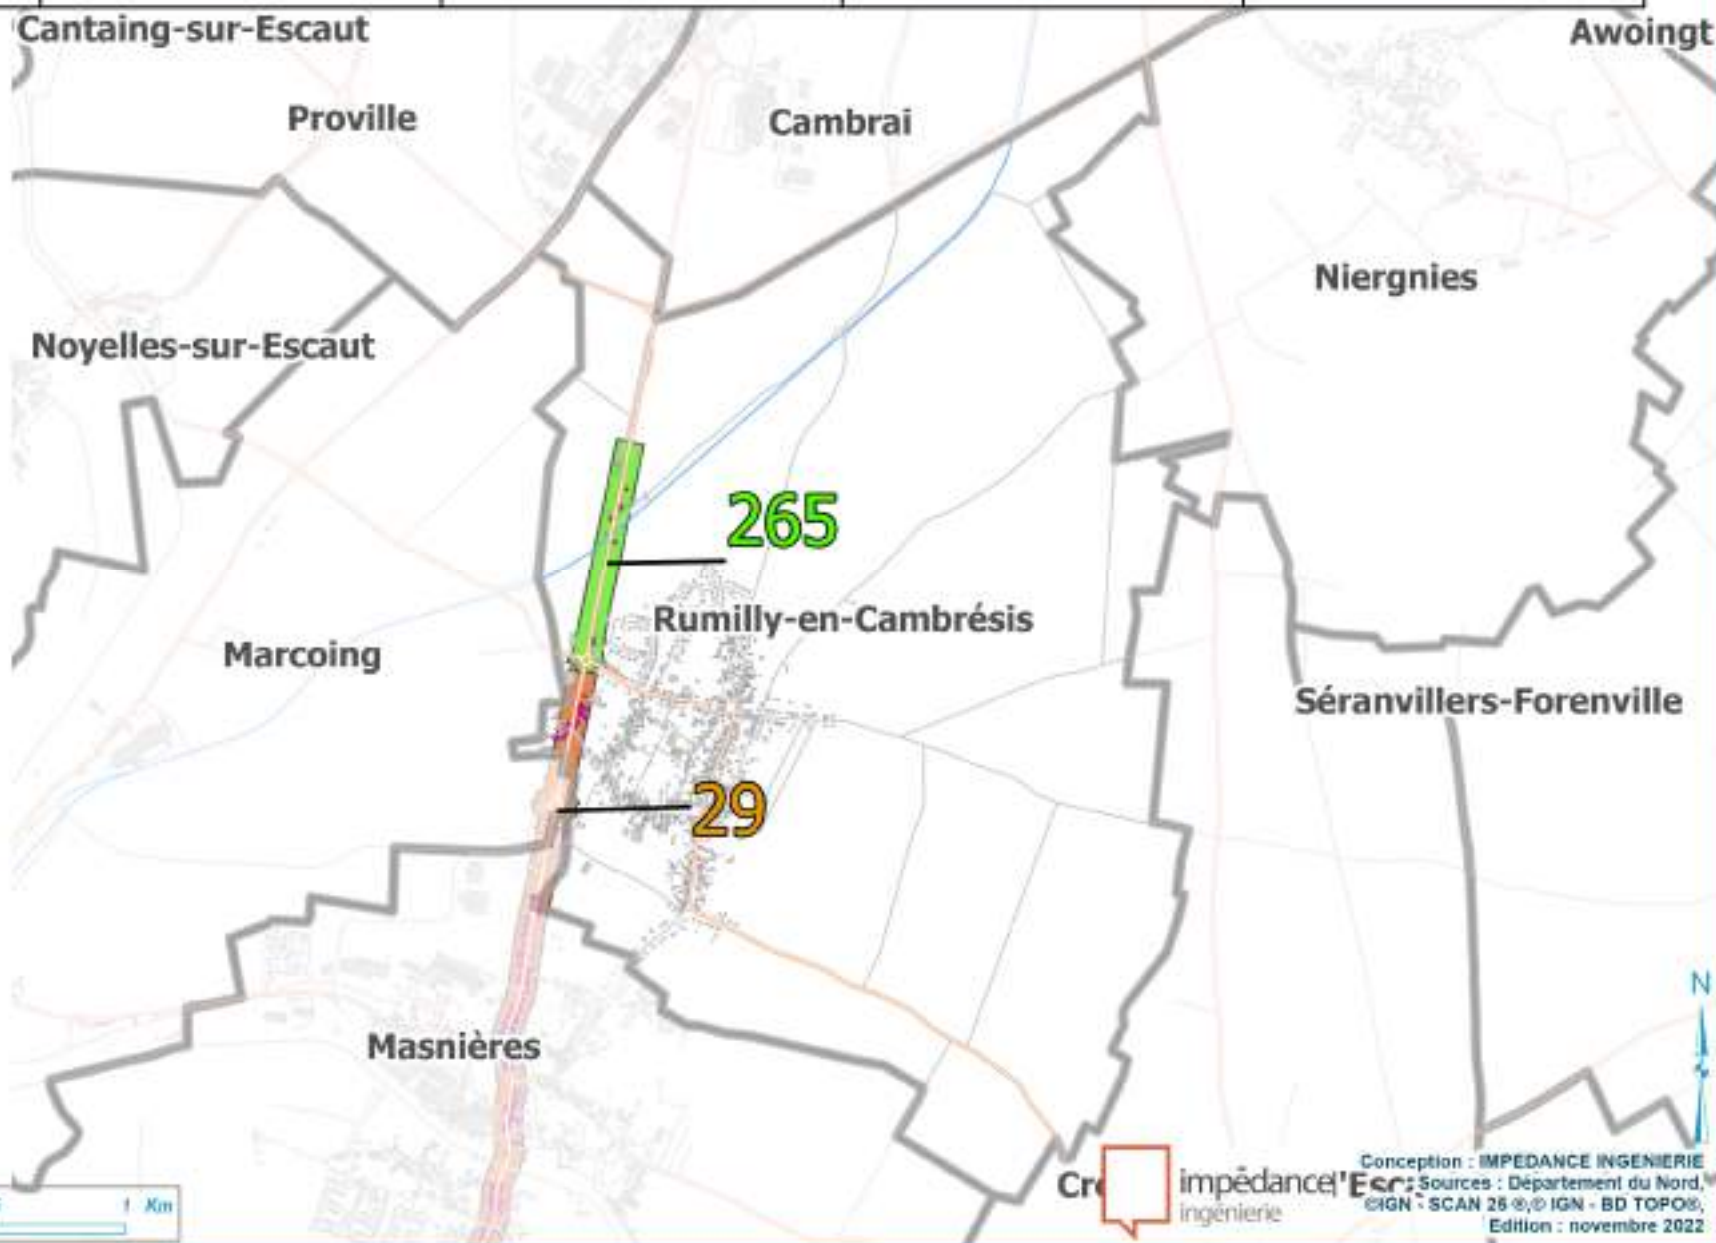 Cantaing-sur-Escaut
Awoingt
Proville
Cambrai
Niergnies
Noyelles-sur-Escaut
265
Rumilly-en-Cambrésis
Marcoing
Séranvillers-Forenville
29
N
Masnières
Conception : IMPEDANCE INGENIERIE
impédance
ingénierie
Sources : Département du Nord,
©IGN - SCAN 25 ®,© IGN - BD TOPO®,
1 Km
Edition : novembre 2022